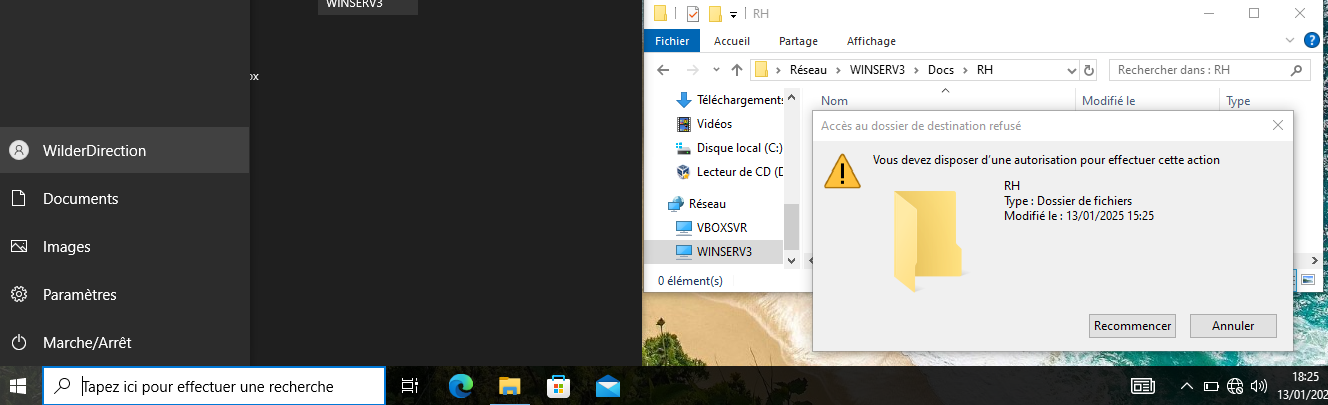 WINSERV3
ox
WilderDirection
Documents
Images
Paramètres
Marche/Arrêt
Tapez ici pour effectuer une recherche
RH
Fichier
Accueil
Partage
Affichage
Réseau > WINSERV3 > Docs > RH
Rechercher dans : RH
Téléchargements
Vidéos
Disque local (C:)
Lecteur de CD (D
Réseau
VBOXSVR
WINSERV3
0 élément(s)
Nom
Modifié le
Type
Accès au dossier de destination refusé
Vous devez disposer d'une autorisation pour effectuer cette action
RH
Type : Dossier de fichiers
Modifié le : 13/01/2025 15:25
Recommencer
Annuler
18:25
13/01/202